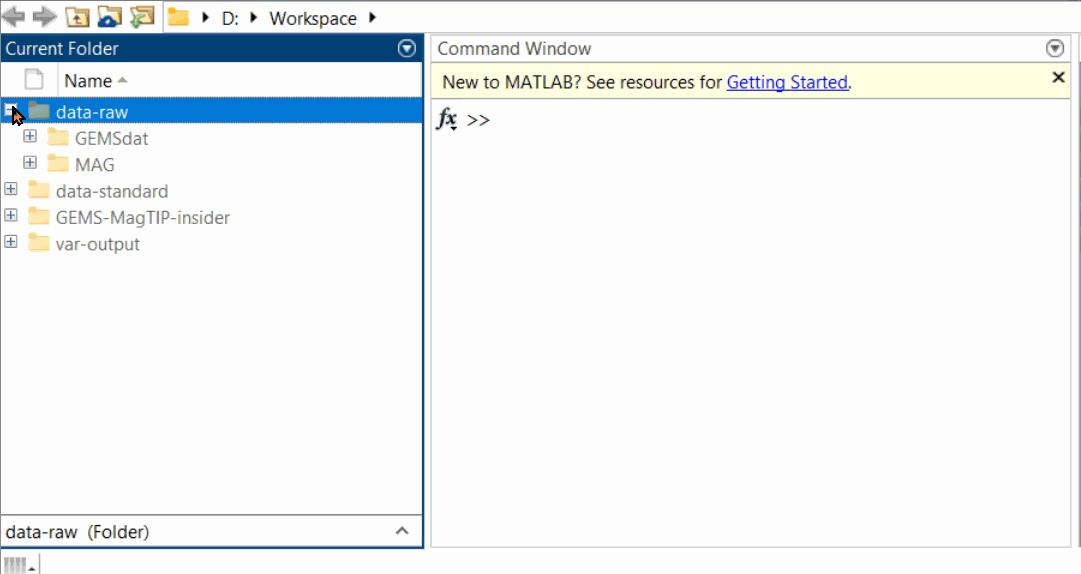 D: Workspace
Current Folder
Name
data-raw
GEMSdat
MAG
data-standard
GEMS-MagTIP-insider
var-output
data-raw (Folder)
Command Window
New to MATLAB? See resources for Getting Started.
fx >>